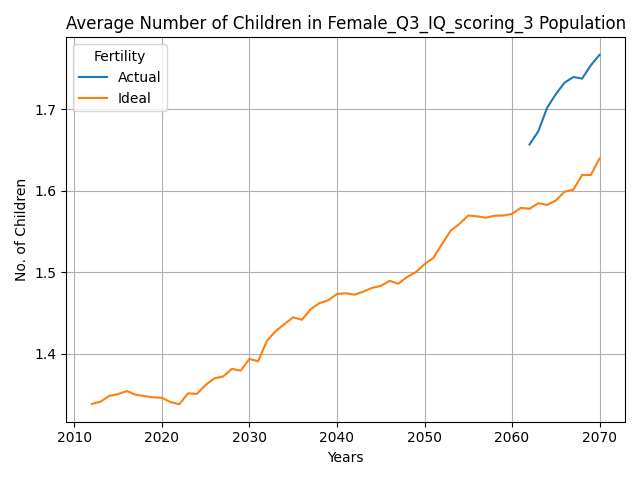 Average Number of Children in Female_Q3_IQ_scoring_3 Population
Fertility
Actual
Ideal
No. of Children
1.7
1.6
1.5
1.4
2010 2020 2030 2040 2050 2060 2070
Years